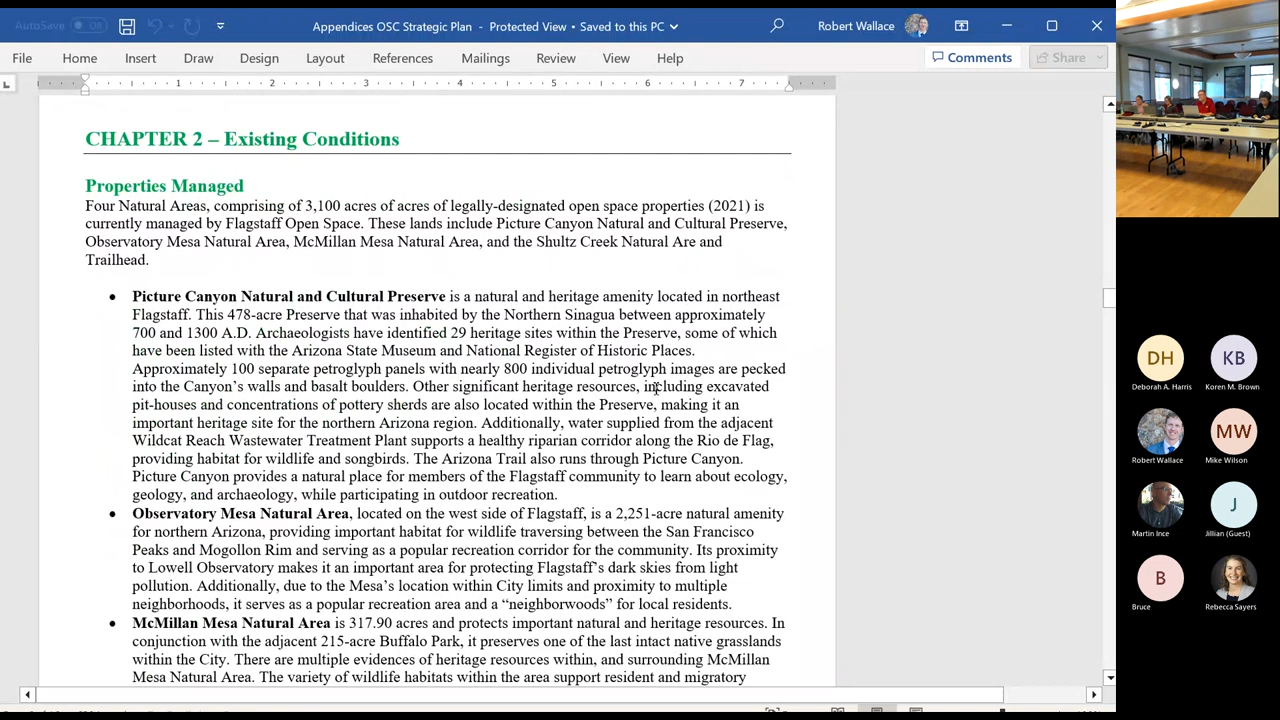 AutoSave Off Appendices OSC Strategic Plan - Protected View • Saved to this PC Robert Wallace
File Home Insert Draw Design Layout References Mailings Review View Help Comments Share
1 2 3 4 5 6 7
CHAPTER 2 – Existing Conditions
Properties Managed
Four Natural Areas, comprising of 3,100 acres of acres of legally-designated open space properties (2021) is
currently managed by Flagstaff Open Space. These lands include Picture Canyon Natural and Cultural Preserve,
Observatory Mesa Natural Area, McMillan Mesa Natural Area, and the Shultz Creek Natural Are and
Trailhead.
• Picture Canyon Natural and Cultural Preserve is a natural and heritage amenity located in northeast
Flagstaff. This 478-acre Preserve that was inhabited by the Northern Sinagua between approximately
700 and 1300 A.D. Archaeologists have identified 29 heritage sites within the Preserve, some of which
have been listed with the Arizona State Museum and National Register of Historic Places.
Approximately 100 separate petroglyph panels with nearly 800 individual petroglyph images are pecked
into the Canyon's walls and basalt boulders. Other significant heritage resources, including excavated
pit-houses and concentrations of pottery sherds are also located within the Preserve, making it an
important heritage site for the northern Arizona region. Additionally, water supplied from the adjacent
Wildcat Reach Wastewater Treatment Plant supports a healthy riparian corridor along the Rio de Flag,
providing habitat for wildlife and songbirds. The Arizona Trail also runs through Picture Canyon.
Picture Canyon provides a natural place for members of the Flagstaff community to learn about ecology,
geology, and archaeology, while participating in outdoor recreation.
• Observatory Mesa Natural Area, located on the west side of Flagstaff, is a 2,251-acre natural amenity
for northern Arizona, providing important habitat for wildlife traversing between the San Francisco
Peaks and Mogollon Rim and serving as a popular recreation corridor for the community. Its proximity
to Lowell Observatory makes it an important area for protecting Flagstaff's dark skies from light
pollution. Additionally, due to the Mesa's location within City limits and proximity to multiple
neighborhoods, it serves as a popular recreation area and a “neighborwoods” for local residents.
• McMillan Mesa Natural Area is 317.90 acres and protects important natural and heritage resources. In
conjunction with the adjacent 215-acre Buffalo Park, it preserves one of the last intact native grasslands
within the City. There are multiple evidences of heritage resources within, and surrounding McMillan
Mesa Natural Area. The variety of wildlife habitats within the area support resident and migratory
DH KB
Deborah A. Harris Koren M. Brown
MW
Robert Wallace Mike Wilson
J
Martin Ince Jillian (Guest)
B
Bruce Rebecca Sayers